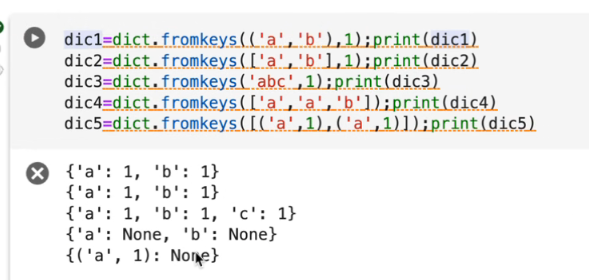 dic1=dict.fromkeys(('a','b'),1);print(dic1)
dic2=dict.fromkeys(['a','b'],1);print(dic2)
dic3=dict.fromkeys('abc',1);print(dic3)
dic4=dict.fromkeys(['a','a','b']);print(dic4)
dic5=dict.fromkeys([('a',1),('a',1)]);print(dic5)
{'a': 1, 'b': 1}
{'a': 1, 'b': 1}
{'a': 1, 'b': 1, 'c': 1}
{'a': None, 'b': None}
{('a', 1): None}